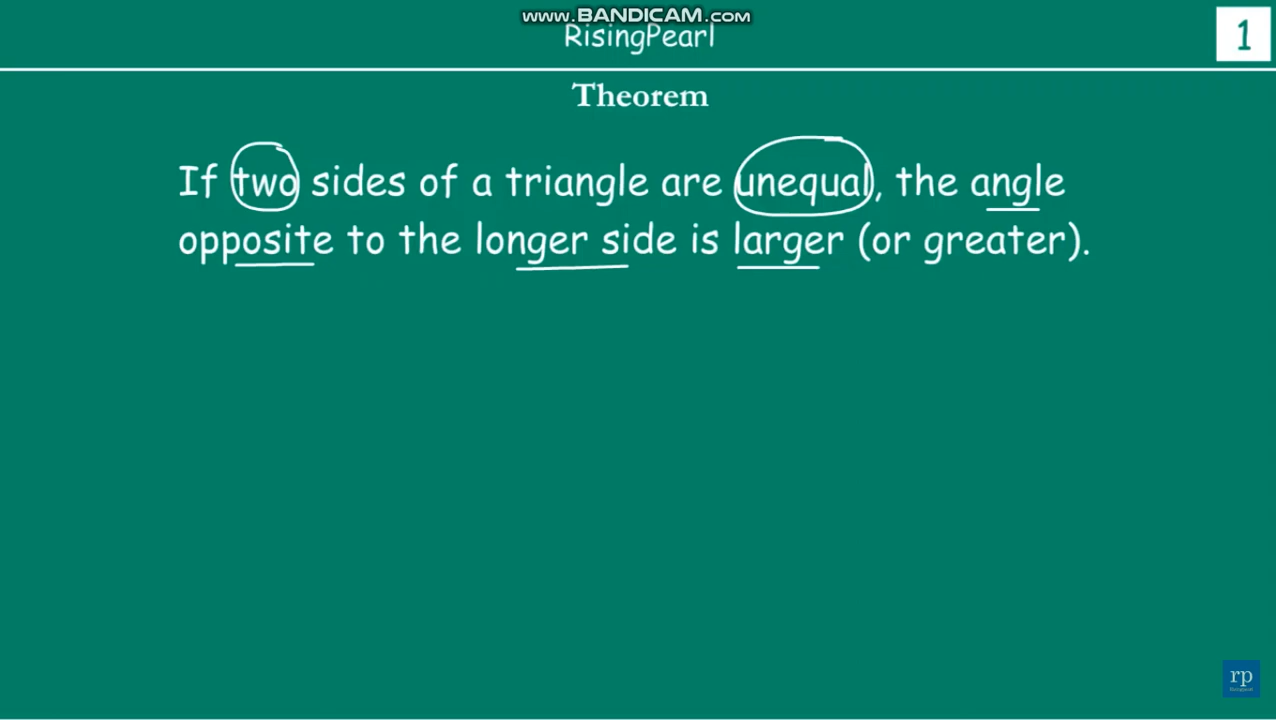 www.BANDICAM.com
RisingPearl
1
Theorem
If two sides of a triangle are unequal, the angle
opposite to the longer side is larger (or greater).
rp